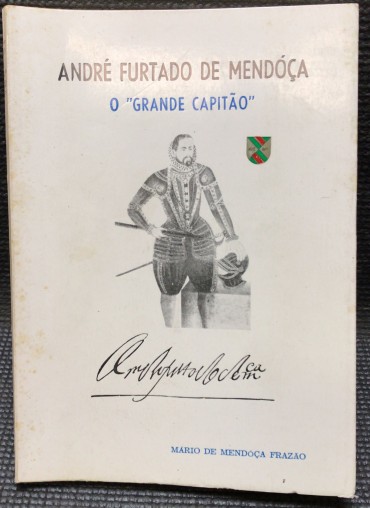 ANDRÉ FURTADO DE MENDÓÇA
O "GRANDE CAPITÃO"
MÁRIO DE MENDOÇA FRAZÃO